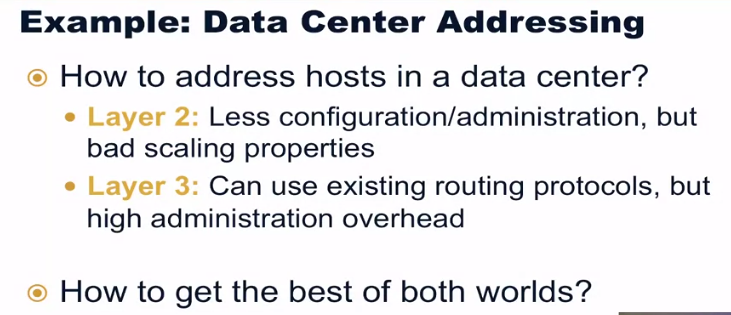 Example: Data Center Addressing
How to address hosts in a data center?
Layer 2: Less configuration/administration, but
bad scaling properties
Layer 3: Can use existing routing protocols, but
high administration overhead
How to get the best of both worlds?